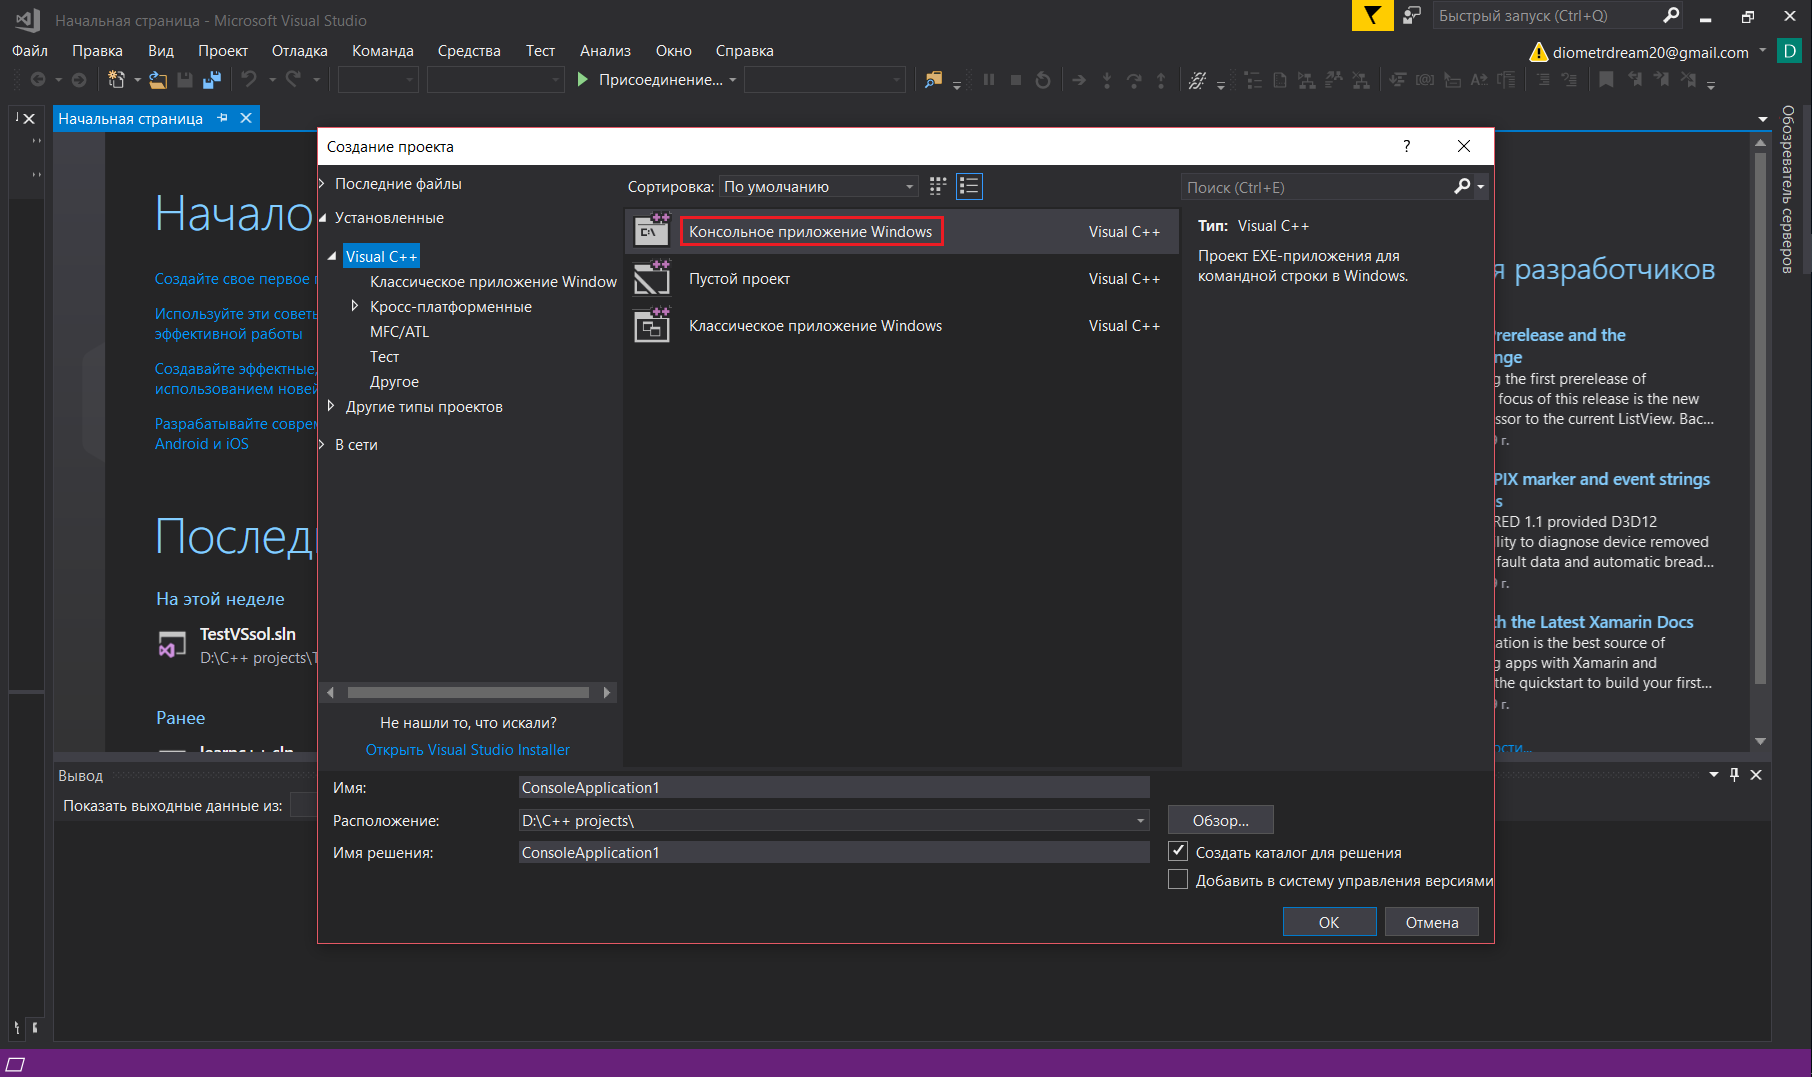 Начальная страница - Microsoft Visual Studio
Быстрый запуск (Ctrl+Q)
Файл Правка Вид Проект Отладка Команда Средства Тест Анализ Окно Справка
diometrdream20@gmail.com
D
Присоединение...
Начальная страница
Обозреватель серверов
Начало
Создайте свое первое
Используйте эти советы
эффективной работы
Создавайте эффектные,
использованием новей
Разрабатывайте соврем
Android и iOS
Послед
На этой неделе
TestVSsol.sln
D:\C++ projects\T
Ранее
learnc++.sln
Создание проекта
?
Последние файлы
Установленные
Visual C++
Классическое приложение Window
Кросс-платформенные
MFC/ATL
Тест
Другое
Другие типы проектов
В сети
Не нашли то, что искали?
Открыть Visual Studio Installer
Сортировка: По умолчанию
Консольное приложение Windows Visual C++
Пустой проект Visual C++
Классическое приложение Windows Visual C++
Поиск (Ctrl+E)
Тип: Visual C++
Проект EXE-приложения для
командной строки в Windows.
Имя: ConsoleApplication1
Расположение: D:\C++ projects\
Обзор...
Имя решения: ConsoleApplication1
Создать каталог для решения
Добавить в систему управления версиями
ОК
Отмена
я разработчиков
Prerelease and the
nge
g the first prerelease of
focus of this release is the new
ssor to the current ListView. Bac...
г.
PIX marker and event strings
s
RED 1.1 provided D3D12
lity to diagnose device removed
fault data and automatic bread...
г.
h the Latest Xamarin Docs
ation is the best source of
g apps with Xamarin and
the quickstart to build your first...
г.
ости...
Вывод
Показать выходные данные из: